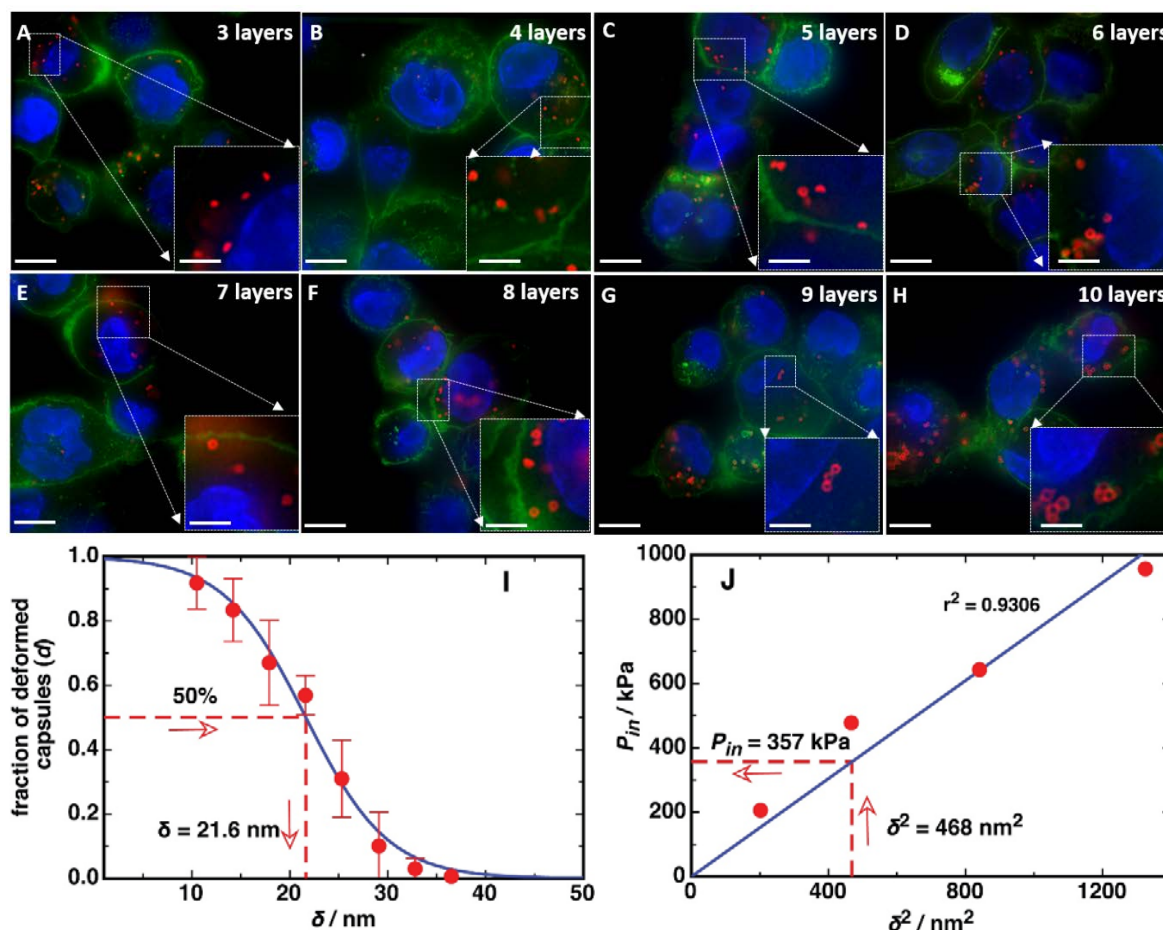 A 3 layers
B 4 layers
C 5 layers
D 6 layers
E 7 layers
F 8 layers
G 9 layers
H 10 layers
I
1.0
0.8
0.6
0.4
0.2
0.0
fraction of deformed
capsules (d)
50%
δ = 21.6 nm
10 20 30 40 50
δ / nm
J
1000
800
600
400
200
0
P_in / kPa
r² = 0.9306
P_in = 357 kPa
δ² = 468 nm²
0 400 800 1200
δ² / nm²